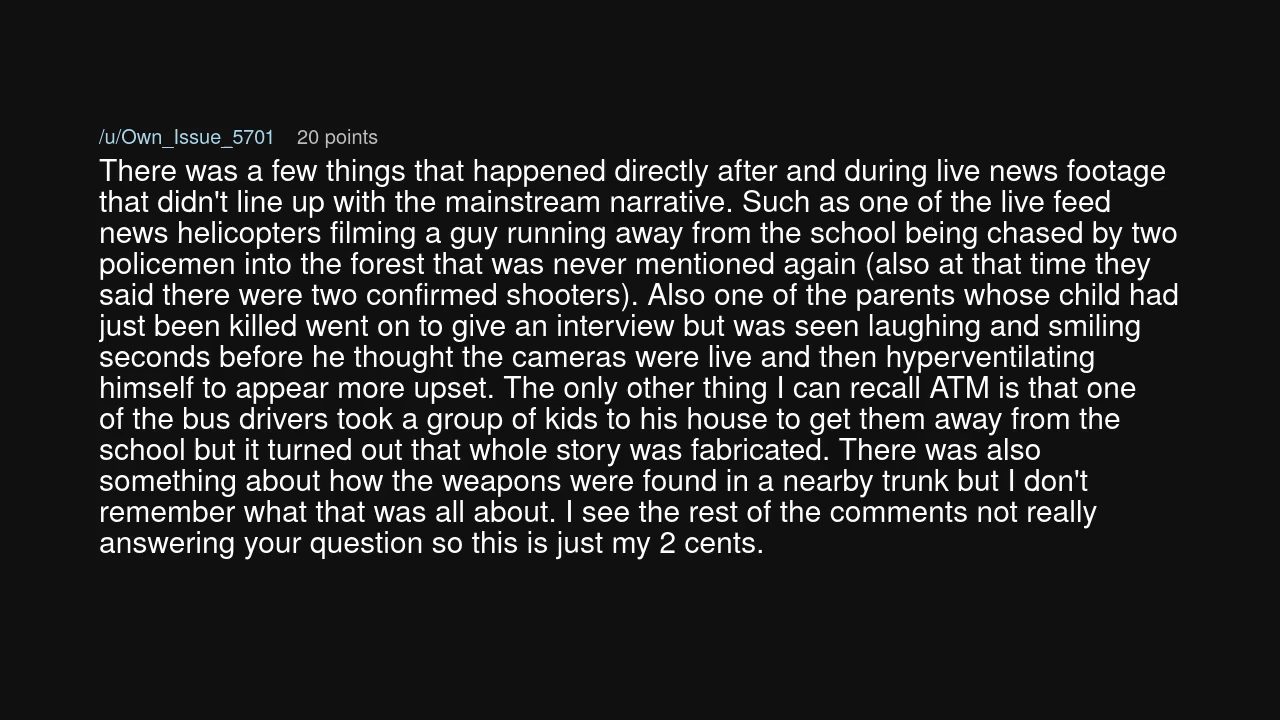 /u/Own_Issue_5701 20 points
There was a few things that happened directly after and during live news footage
that didn't line up with the mainstream narrative. Such as one of the live feed
news helicopters filming a guy running away from the school being chased by two
policemen into the forest that was never mentioned again (also at that time they
said there were two confirmed shooters). Also one of the parents whose child had
just been killed went on to give an interview but was seen laughing and smiling
seconds before he thought the cameras were live and then hyperventilating
himself to appear more upset. The only other thing I can recall ATM is that one
of the bus drivers took a group of kids to his house to get them away from the
school but it turned out that whole story was fabricated. There was also
something about how the weapons were found in a nearby trunk but I don't
remember what that was all about. I see the rest of the comments not really
answering your question so this is just my 2 cents.